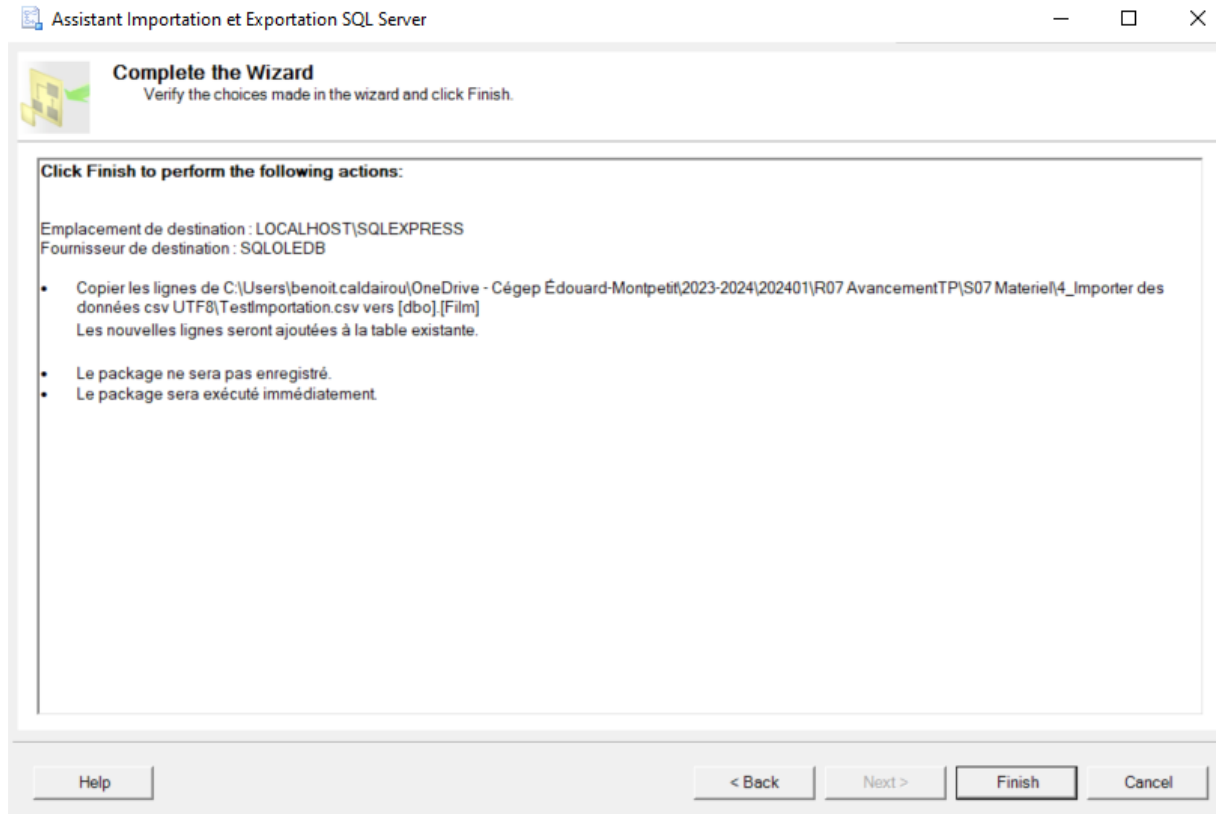 Assistant Importation et Exportation SQL Server
Complete the Wizard
Verify the choices made in the wizard and click Finish.
Click Finish to perform the following actions:
Emplacement de destination : LOCALHOST\SQLEXPRESS
Fournisseur de destination : SQLOLEDB
• Copier les lignes de C:\Users\benoit.caldairou\OneDrive - Cégep Édouard-Montpetit\2023-2024\202401\R07 AvancementTP\S07 Materiel\4_Importer des
données csv UTF8\TestImportation.csv vers [dbo].[Film]
Les nouvelles lignes seront ajoutées à la table existante.
• Le package ne sera pas enregistré.
• Le package sera exécuté immédiatement.
Help
< Back
Next >
Finish
Cancel